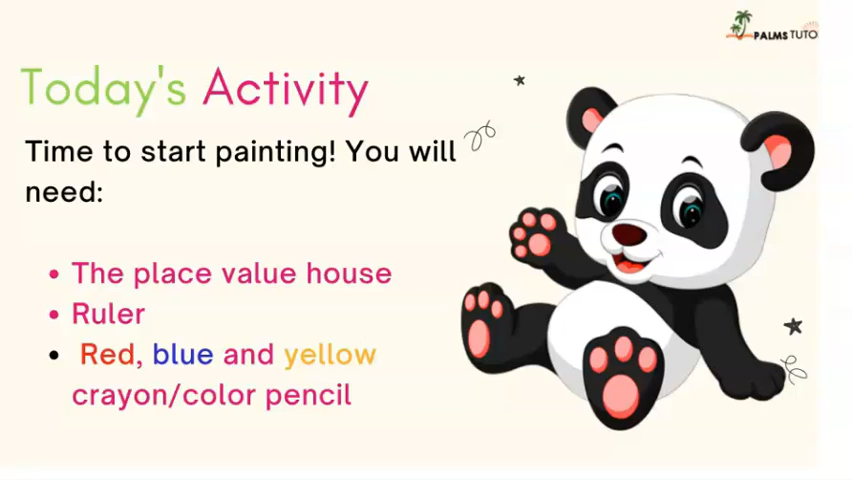 PALMS TUTO
Today's Activity
Time to start painting! You will
need:
• The place value house
• Ruler
• Red, blue and yellow
crayon/color pencil